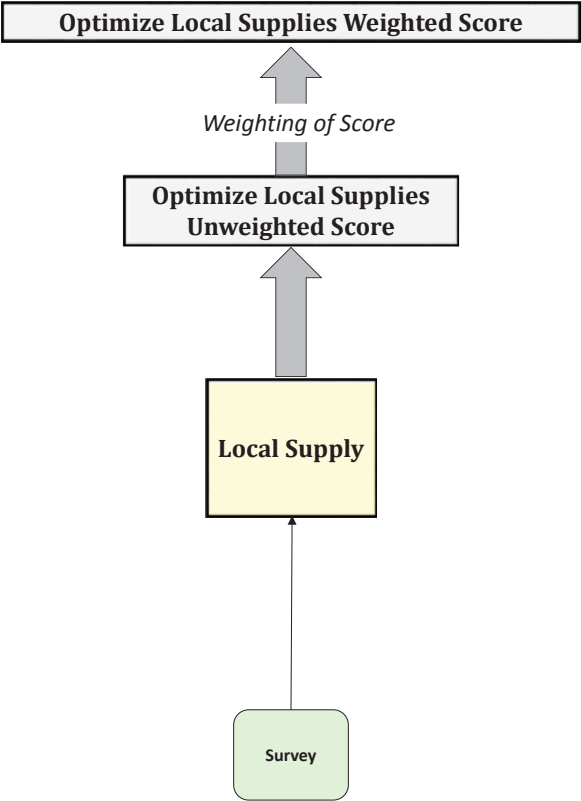 Optimize Local Supplies Weighted Score
Weighting of Score
Optimize Local Supplies
Unweighted Score
Local Supply
Survey